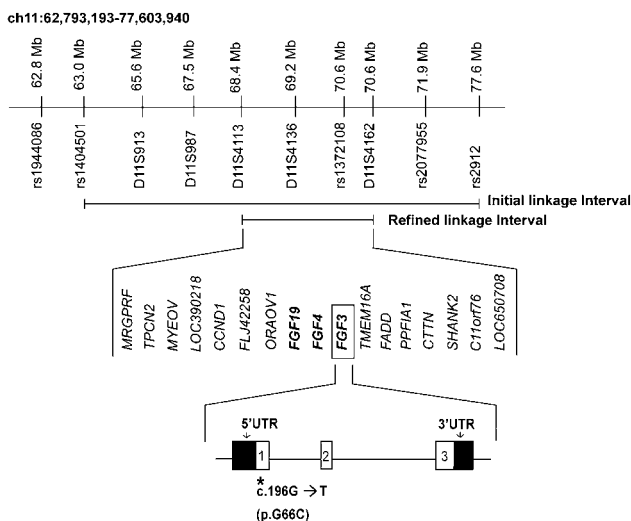 ch11:62,793,193-77,603,940
62.8 Mb
63.0 Mb
65.6 Mb
67.5 Mb
68.4 Mb
69.2 Mb
70.6 Mb
70.6 Mb
71.9 Mb
77.6 Mb
rs1944086
rs1404501
D11S913
D11S987
D11S4113
D11S4136
rs1372108
D11S4162
rs2077955
rs2912
Initial linkage Interval
Refined linkage Interval
MRGPRF
TPCN2
MYEOV
LOC390218
CCND1
FLJ42258
ORAOV1
FGF19
FGF4
FGF3
TMEM16A
FADD
PPFIA1
CTTN
SHANK2
C11orf76
LOC650708
5'UTR
3'UTR
1
2
3
*
c.196G → T
(p.G66C)